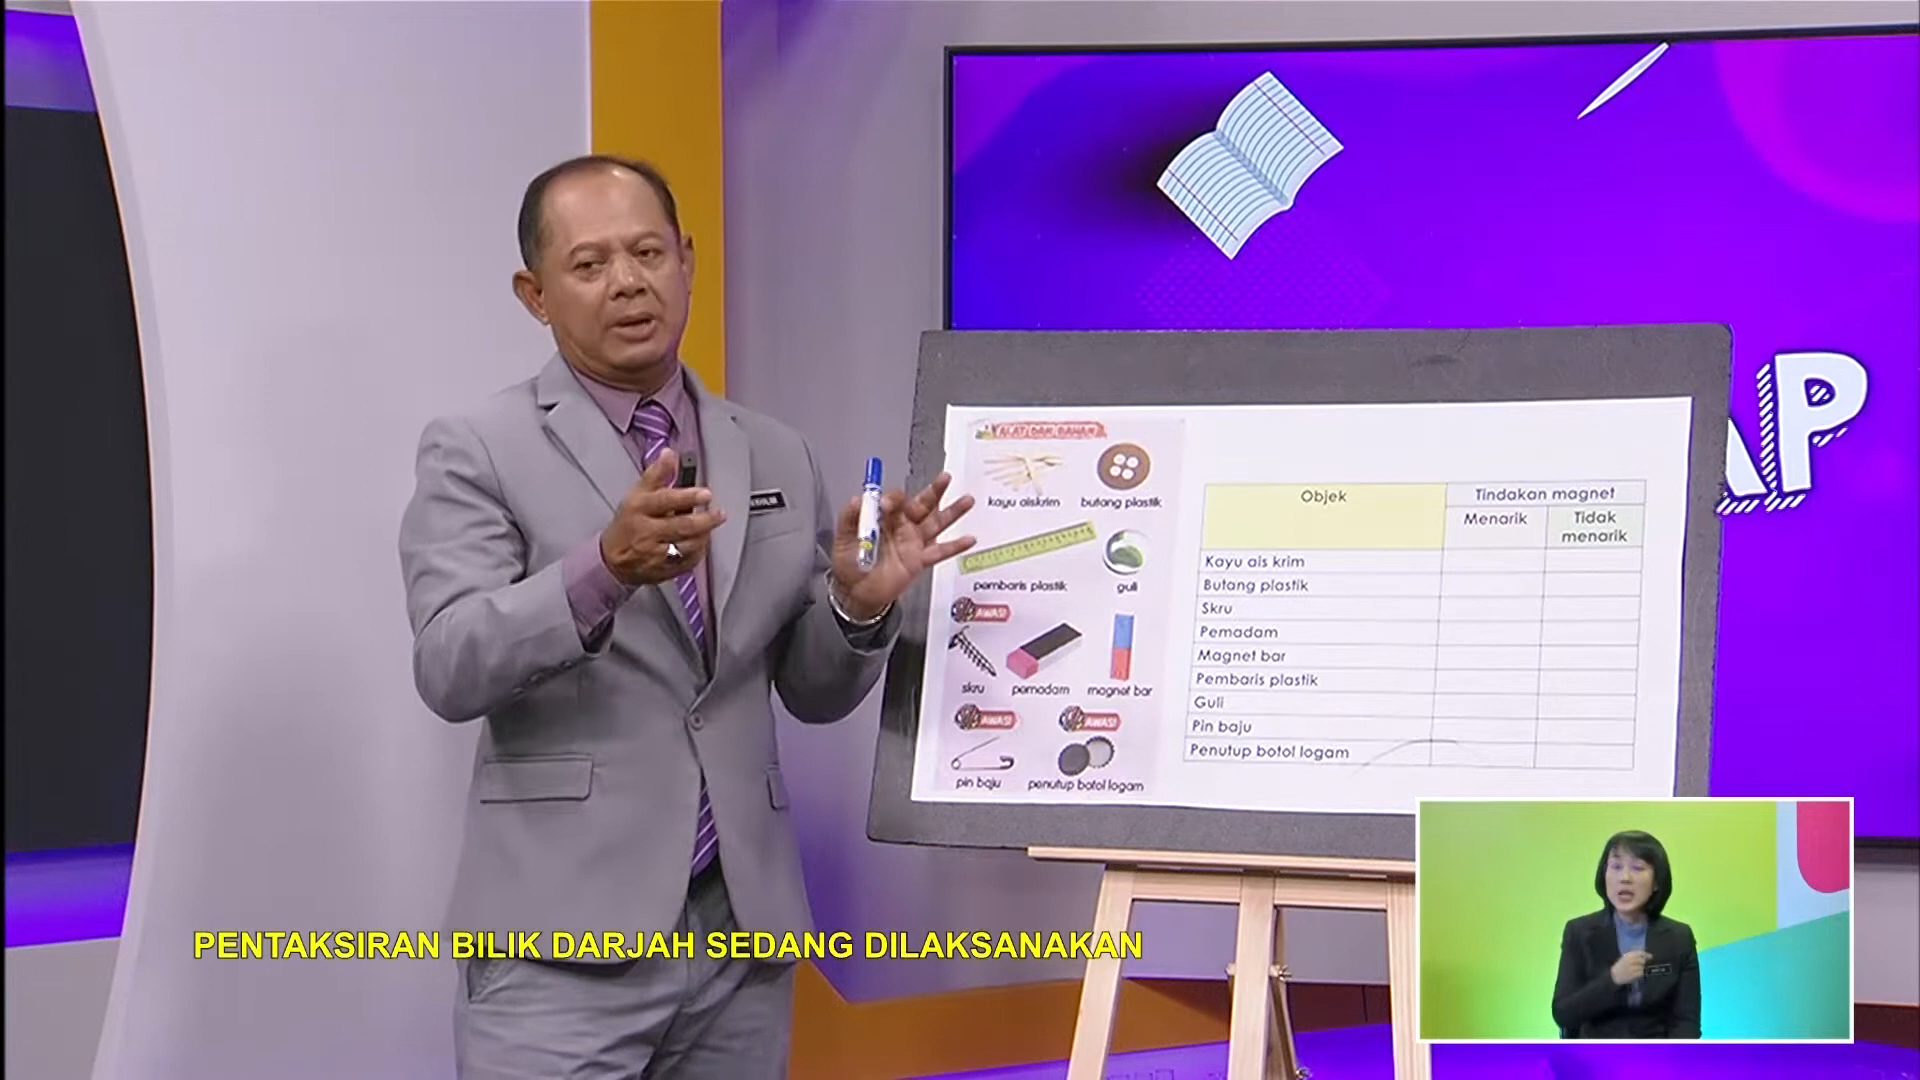 AP
ALAT DAN BAHAN
kayu aiskrim
butang plastik
pembaris plastik
guli
AWAS!
skru
pemadam
magnet bar
AWAS!
AWAS!
pin baju
penutup botol logam
Objek
Tindakan magnet
Menarik
Tidak
menarik
Kayu ais krim
Butang plastik
Skru
Pemadam
Magnet bar
Pembaris plastik
Guli
Pin baju
Penutup botol logam
PENTAKSIRAN BILIK DARJAH SEDANG DILAKSANAKAN